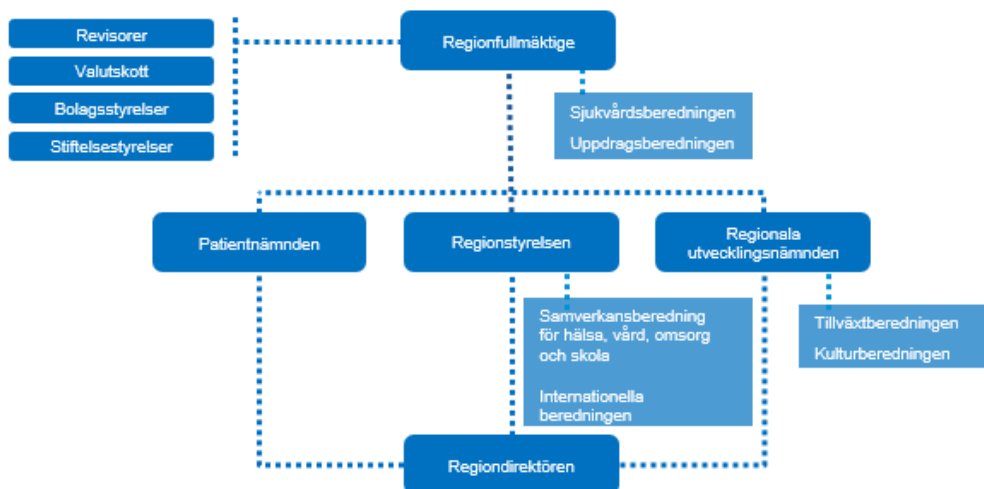 Revisorer
Valutskott
Bolagsstyrelser
Stiftelsestyrelser
Regionfullmäktige
Sjukvårdsberedningen
Uppdragsberedningen
Patientnämnden
Regionstyrelsen
Regionala
utvecklingsnämnden
Samverkansberedning
för hälsa, vård, omsorg
och skola
Internationella
beredningen
Tillväxtberedningen
Kulturberedningen
Regiondirektören